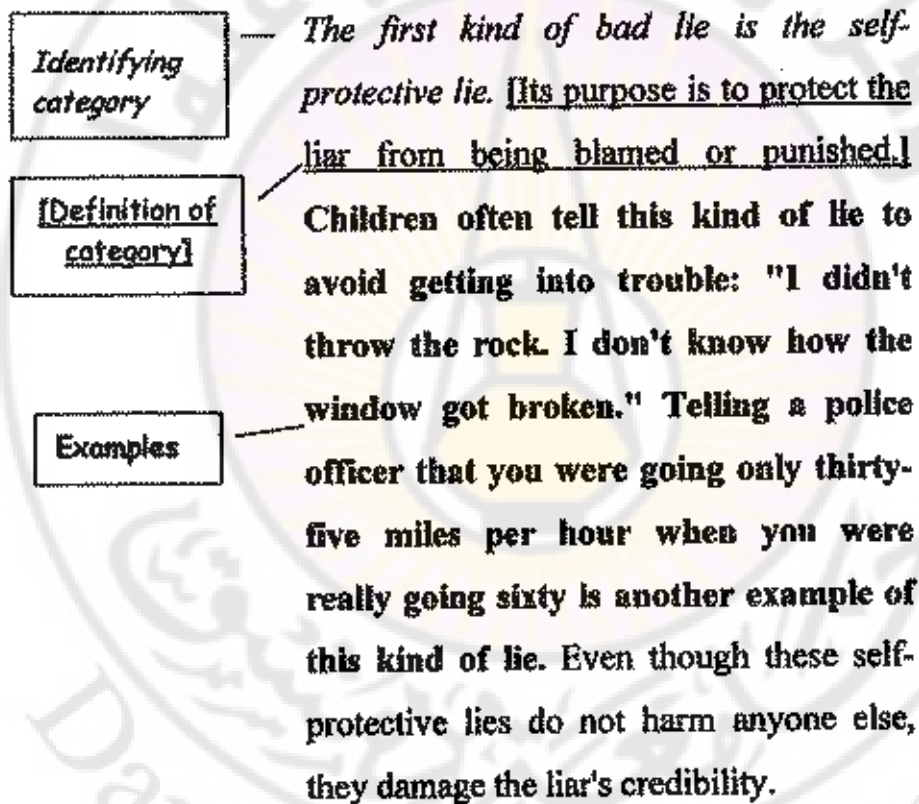 Identifying
category
— The first kind of bad lie is the self-
protective lie. [Its purpose is to protect the
liar from being blamed or punished.]
[Definition of
category]
Children often tell this kind of lie to
avoid getting into trouble: "I didn't
throw the rock. I don't know how the
window got broken." Telling a police
Examples
officer that you were going only thirty-
five miles per hour when you were
really going sixty is another example of
this kind of lie. Even though these self-
protective lies do not harm anyone else,
they damage the liar's credibility.